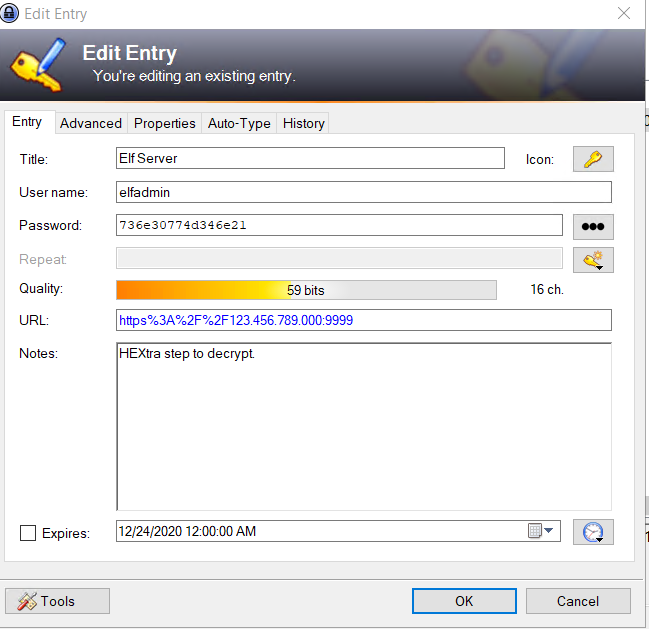 Edit Entry
Edit Entry
You're editing an existing entry.
Entry Advanced Properties Auto-Type History
Title: Elf Server Icon:
User name: elfadmin
Password: 736e30774d346e21
Repeat:
Quality: 59 bits 16 ch.
URL: https%3A%2F%2F123.456.789.000:9999
Notes: HEXtra step to decrypt.
Expires: 12/24/2020 12:00:00 AM
Tools OK Cancel